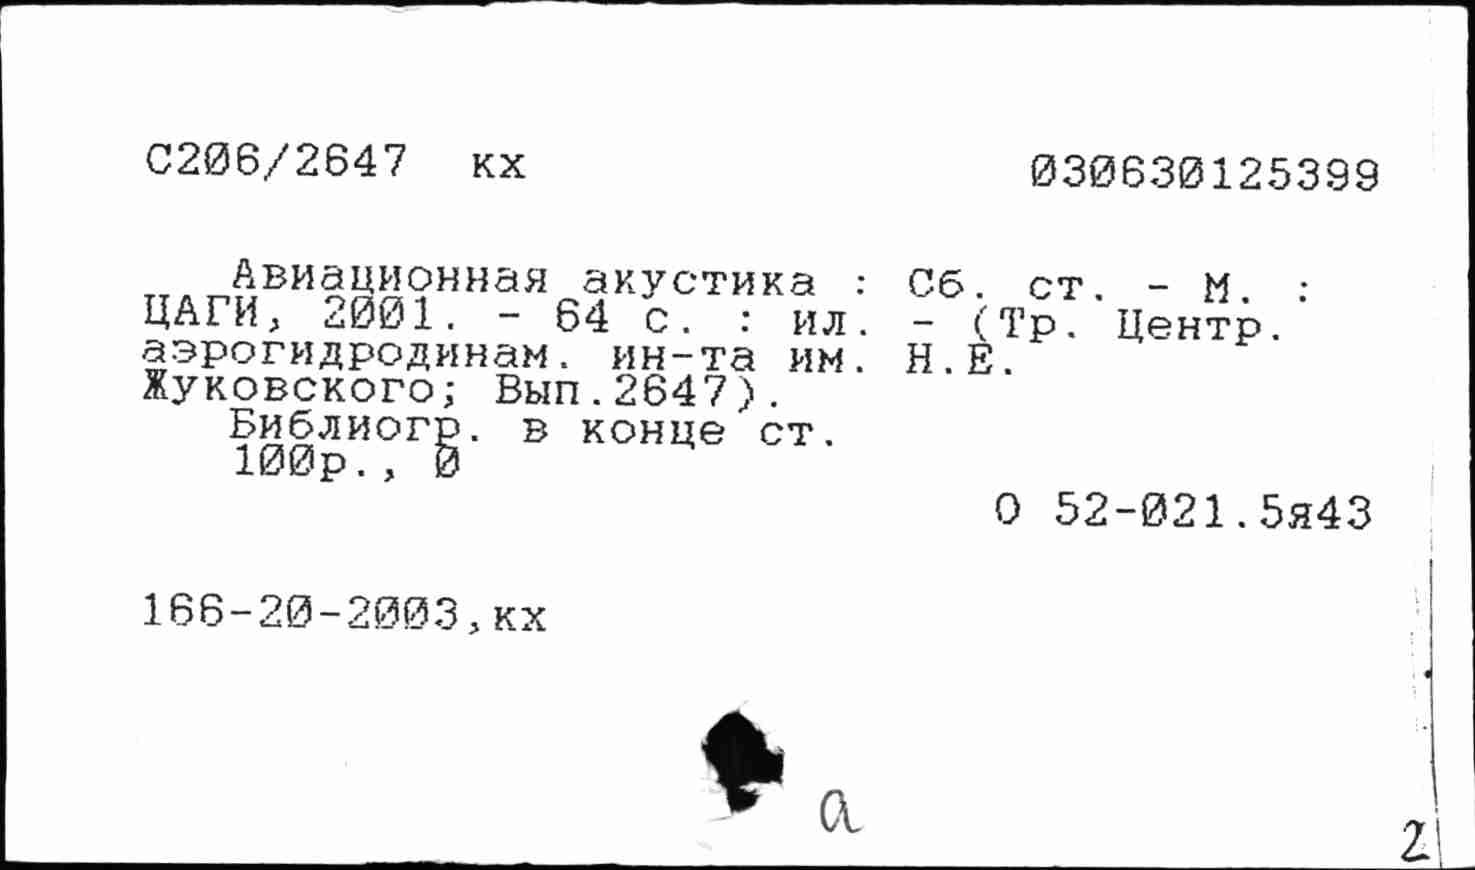 С206/2647 кх
030630125399
Авиационная акустика : Сб. ст. - М. :
ЦАГИ, 2001. - 64 с. : ил. - (Тр. Центр.
аэрогидродинам. ин-та им. Н.Е.
Жуковского; Вып.2647).
Библиогр. в конце ст.
100р., 0
О 52-021.5я43
166-20-2003,кх
а
2